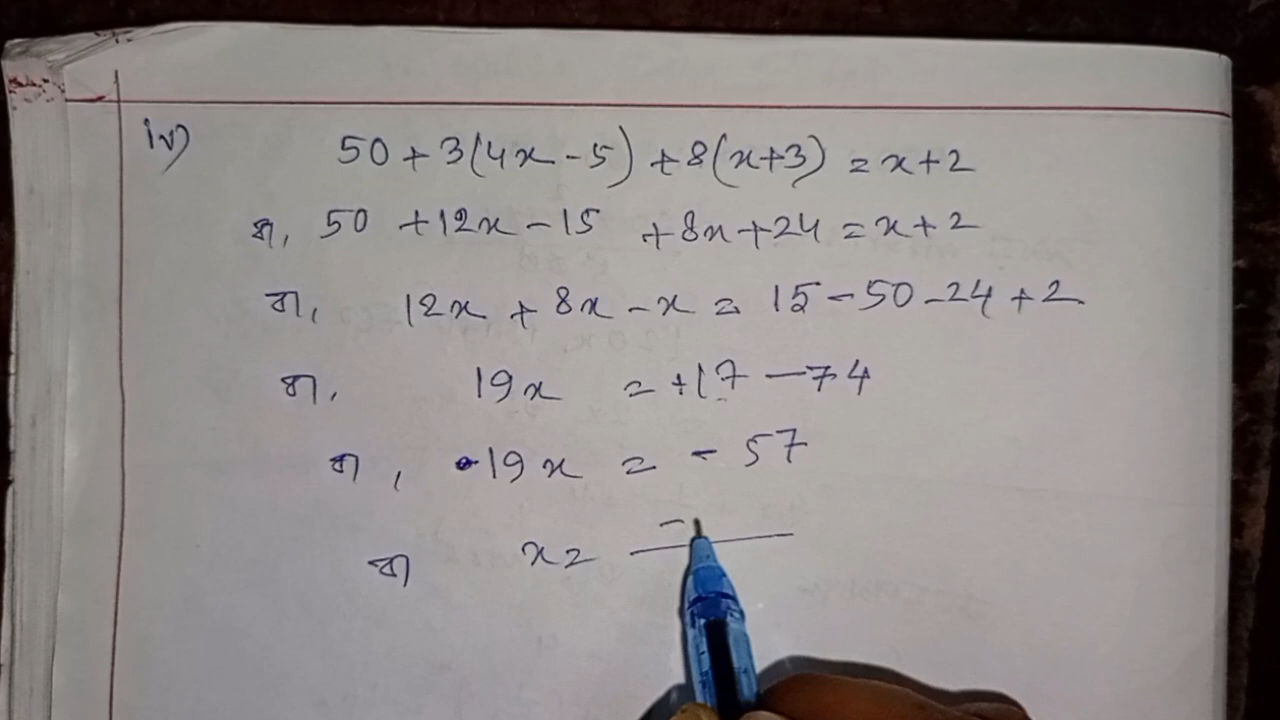 iv) 50 + 3(4x - 5) + 8(x+3) = x+2
বা, 50 + 12x - 15 + 8x + 24 = x + 2
বা, 12x + 8x - x = 15 - 50 - 24 + 2
বা, 19x = +17 - 74
বা, 19x = - 57
বা x = -